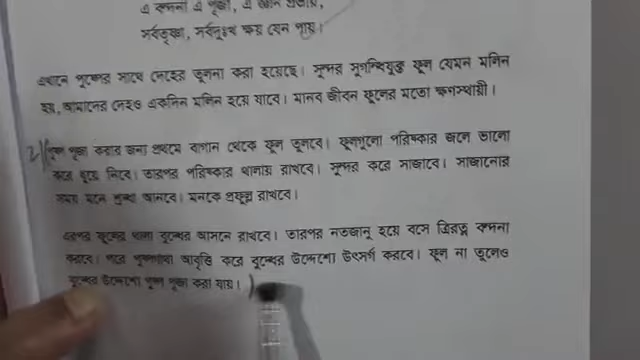 এ বন্দনা এ পূজা, এ জ্ঞান প্রভায়,
সর্বতৃষ্ণা, সর্বদুঃখ ক্ষয় যেন পায়।
এখানে পুষ্পের সাথে দেহের তুলনা করা হয়েছে। সুন্দর সুগন্ধিযুক্ত ফুল যেমন মলিন
হয়, আমাদের দেহও একদিন মলিন হয়ে যাবে। মানব জীবন ফুলের মতো ক্ষণস্থায়ী।
২। পুষ্প পূজা করার জন্য প্রথমে বাগান থেকে ফুল তুলবে। ফুলগুলো পরিষ্কার জলে ভালো
করে ধুয়ে নিবে। তারপর পরিষ্কার থালায় রাখবে। সুন্দর করে সাজাবে। সাজানোর
সময় মনে শ্রদ্ধা আনবে। মনকে প্রফুল্ল রাখবে।
এরপর ফুলের থালা বুদ্ধের আসনে রাখবে। তারপর নতজানু হয়ে বসে ত্রিরত্ন বন্দনা
করবে। পরে পুষ্পগাথা আবৃত্তি করে বুদ্ধের উদ্দেশ্যে উৎসর্গ করবে। ফুল না তুলেও
বুদ্ধের উদ্দেশ্যে পুষ্প পূজা করা যায়।